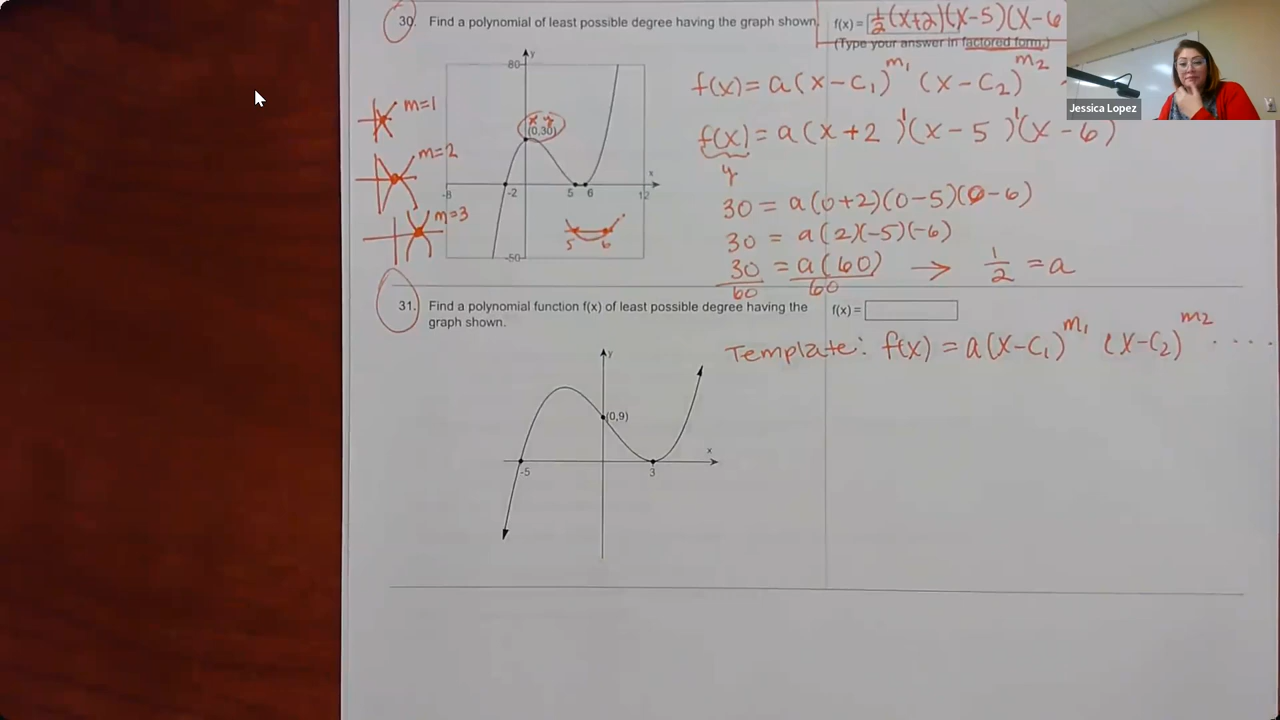 30. Find a polynomial of least possible degree having the graph shown. f(x) = 1/2 (x+2)(x-5)(x-6
(Type your answer in factored form.)
f(x) = a(x-c₁)^m₁ (x-c₂)^m₂
Jessica Lopez
f(x) = a(x+2)¹(x-5)¹(x-6)
y
30 = a(0+2)(0-5)(0-6)
30 = a(2)(-5)(-6)
30 = a(60) → 1/2 = a
60 60
m=1
m=2
m=3
y
80
x y
(0,30)
x
-8 -2 5 6 12
5 6
-50
31. Find a polynomial function f(x) of least possible degree having the graph shown. f(x) =
Template: f(x) = a(x-c₁)^m₁ (x-c₂)^m₂ ....
y
(0,9)
x
-5 3